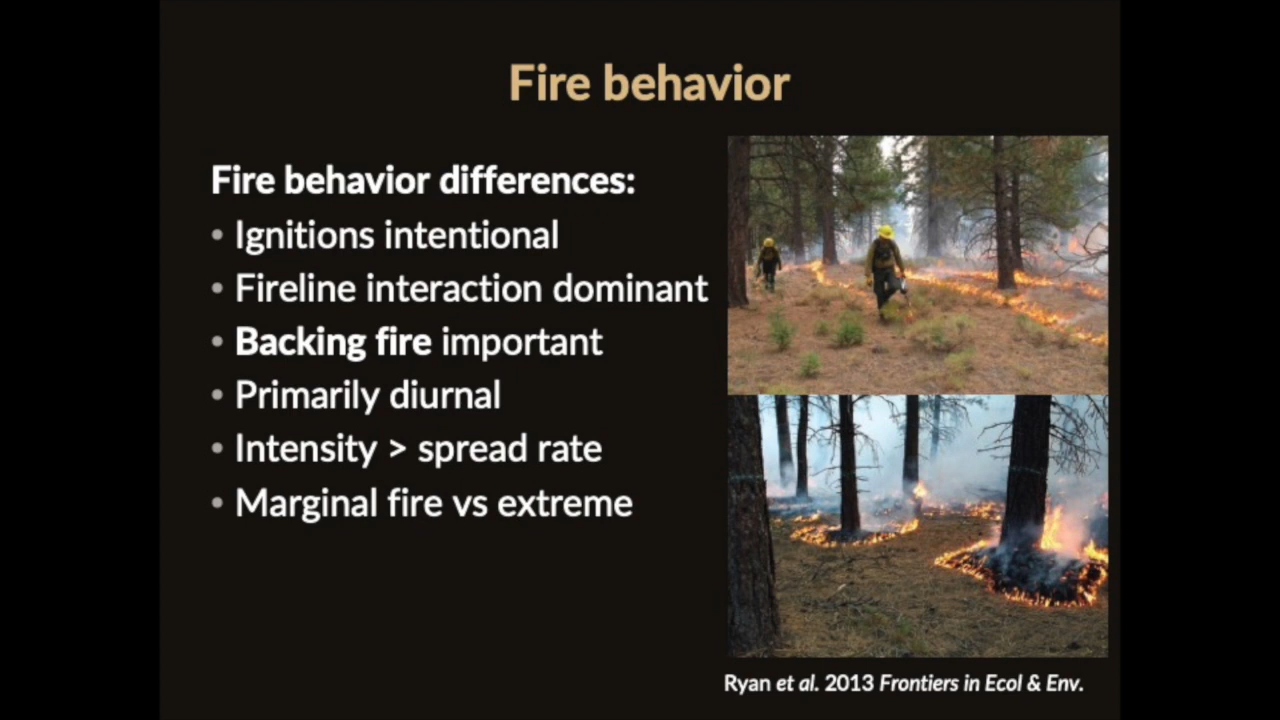 Fire behavior
Fire behavior differences:
• Ignitions intentional
• Fireline interaction dominant
• Backing fire important
• Primarily diurnal
• Intensity > spread rate
• Marginal fire vs extreme
Ryan et al. 2013 Frontiers in Ecol & Env.